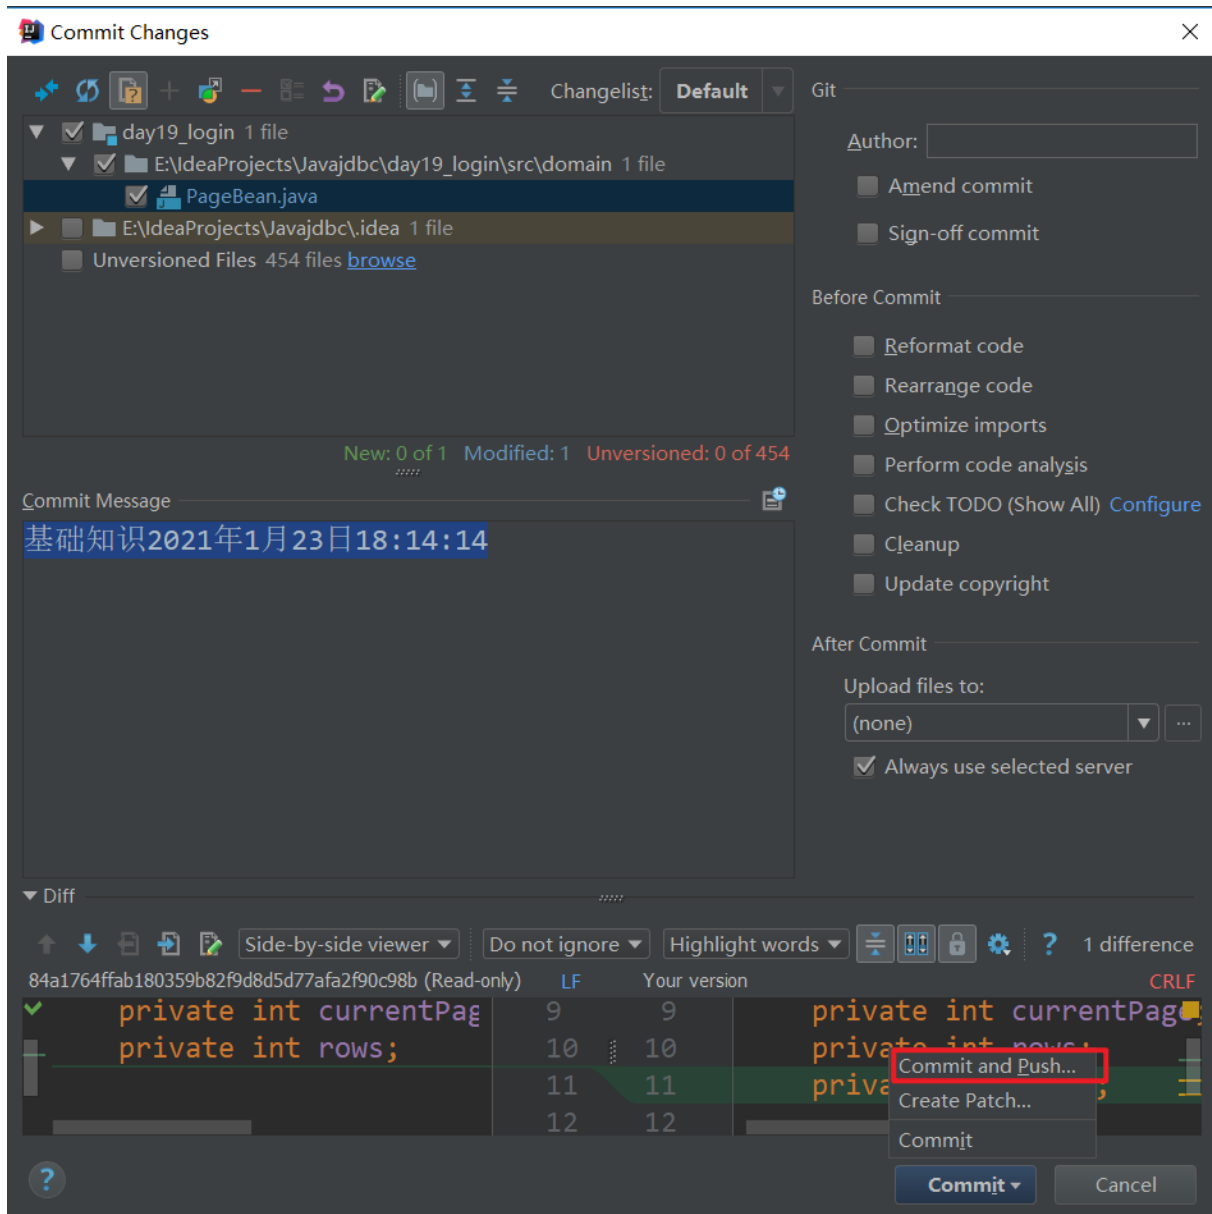 Commit Changes
Changelist: Default
day19_login 1 file
E:\IdeaProjects\Javajdbc\day19_login\src\domain 1 file
PageBean.java
E:\IdeaProjects\Javajdbc\.idea 1 file
Unversioned Files 454 files browse
New: 0 of 1 Modified: 1 Unversioned: 0 of 454
Commit Message
基础知识2021年1月23日18:14:14
Git
Author:
Amend commit
Sign-off commit
Before Commit
Reformat code
Rearrange code
Optimize imports
Perform code analysis
Check TODO (Show All) Configure
Cleanup
Update copyright
After Commit
Upload files to:
(none)
...
Always use selected server
Diff
Side-by-side viewer Do not ignore Highlight words ? 1 difference
84a1764ffab180359b82f9d8d5d77afa2f90c98b (Read-only) LF Your version CRLF
private int currentPag 9 9 private int currentPage;
private int rows; 10 10 private int rows;
11 11 priva ;
12 12
Commit and Push...
Create Patch...
Commit
? Commit Cancel